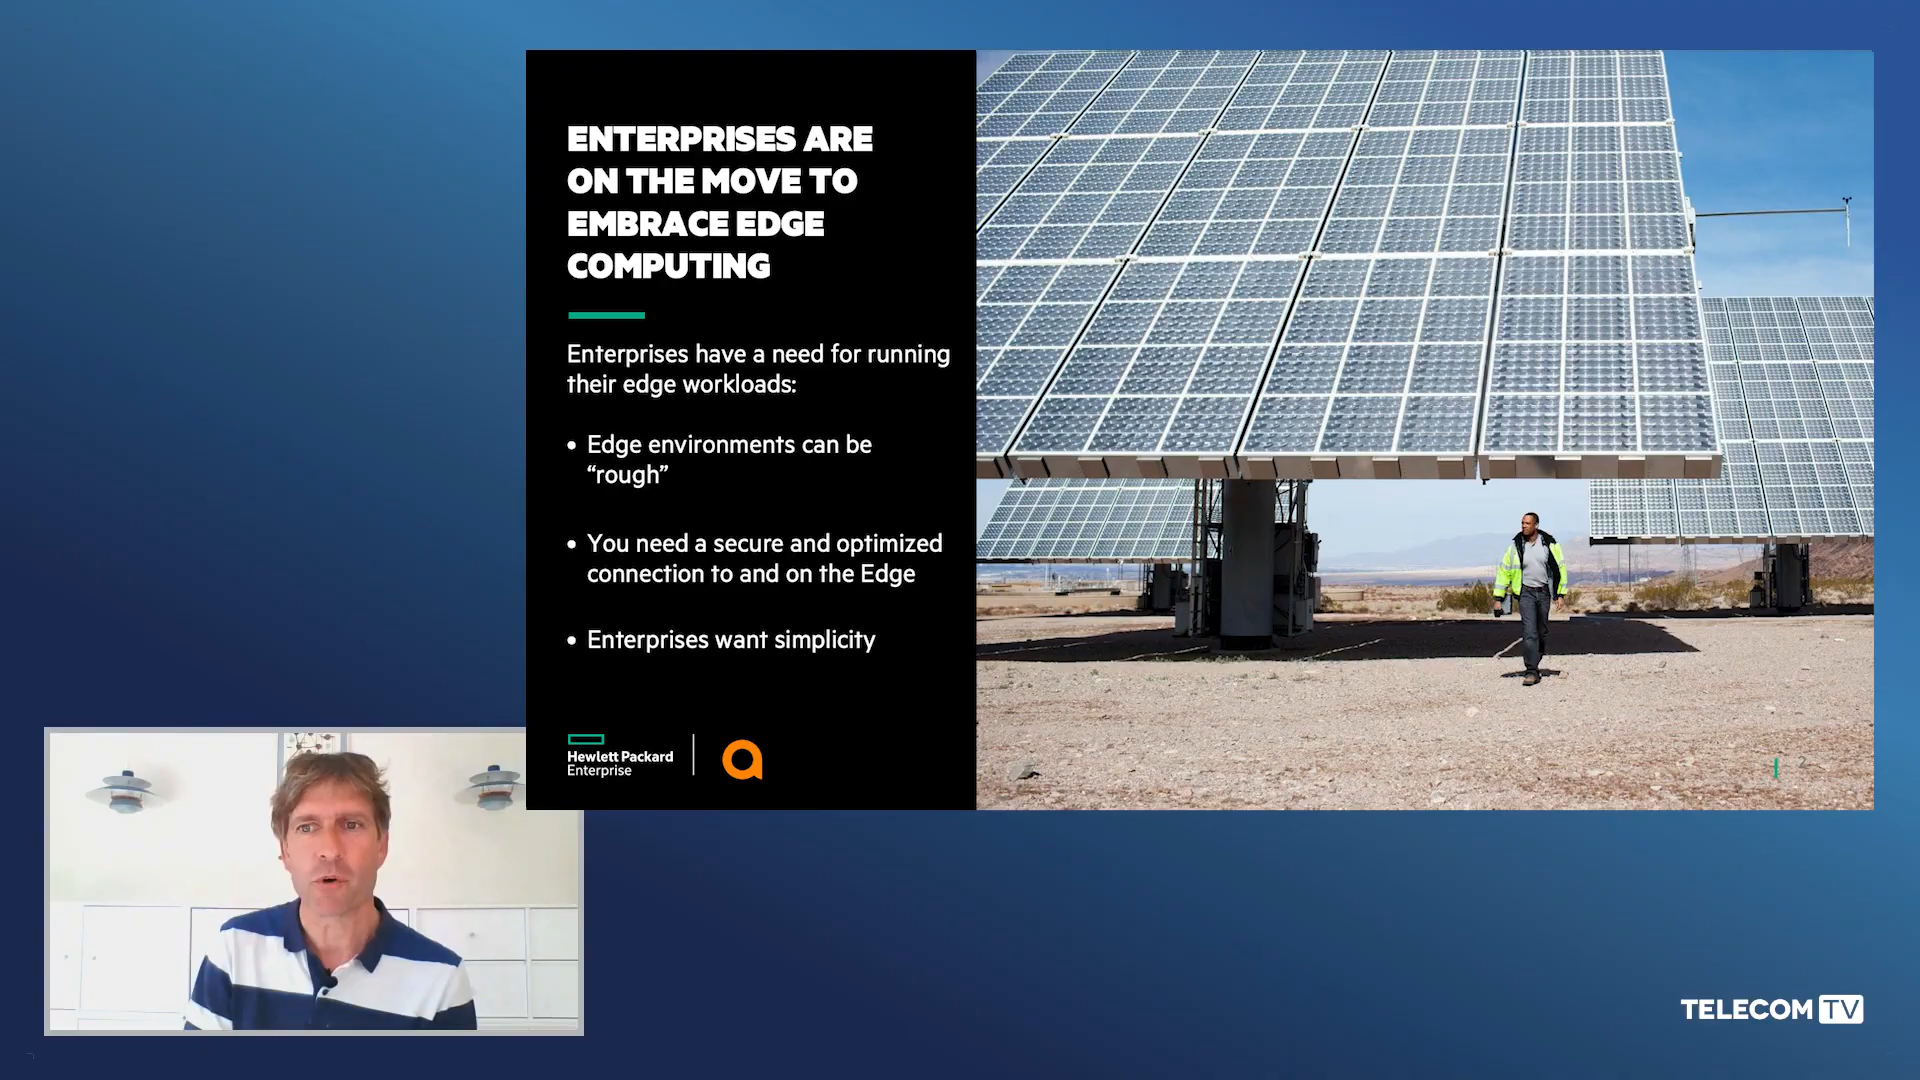 ENTERPRISES ARE
ON THE MOVE TO
EMBRACE EDGE
COMPUTING
Enterprises have a need for running
their edge workloads:
• Edge environments can be
“rough”
• You need a secure and optimized
connection to and on the Edge
• Enterprises want simplicity
Hewlett Packard
Enterprise
2
TELECOM TV